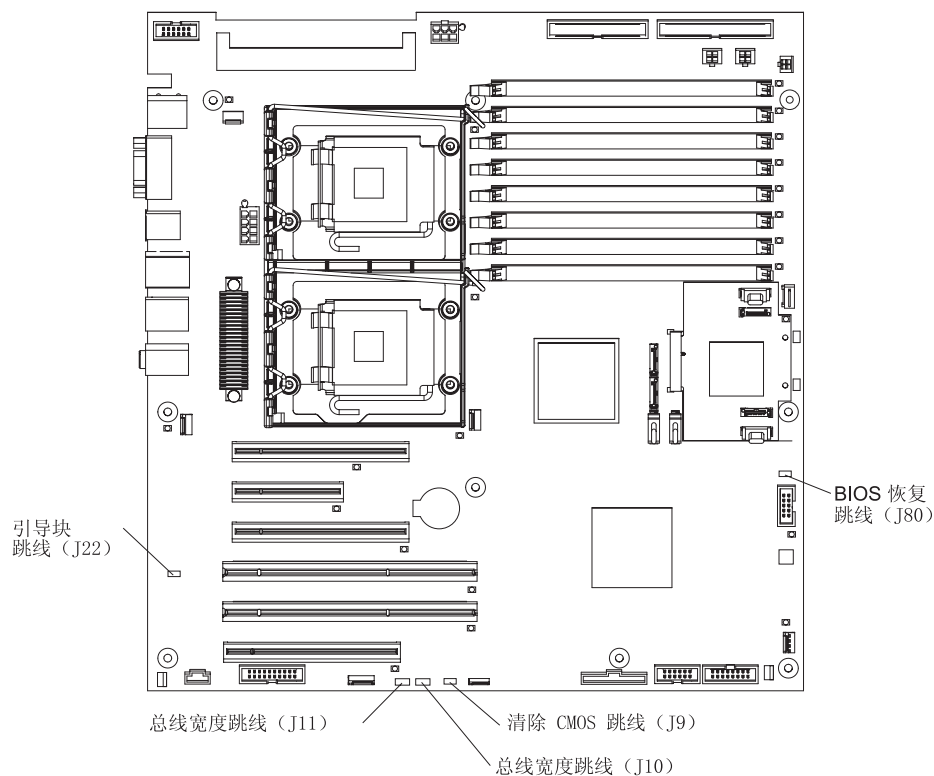 BIOS 恢复
跳线（J80）
引导块
跳线（J22）
总线宽度跳线（J11）
清除 CMOS 跳线（J9）
总线宽度跳线（J10）